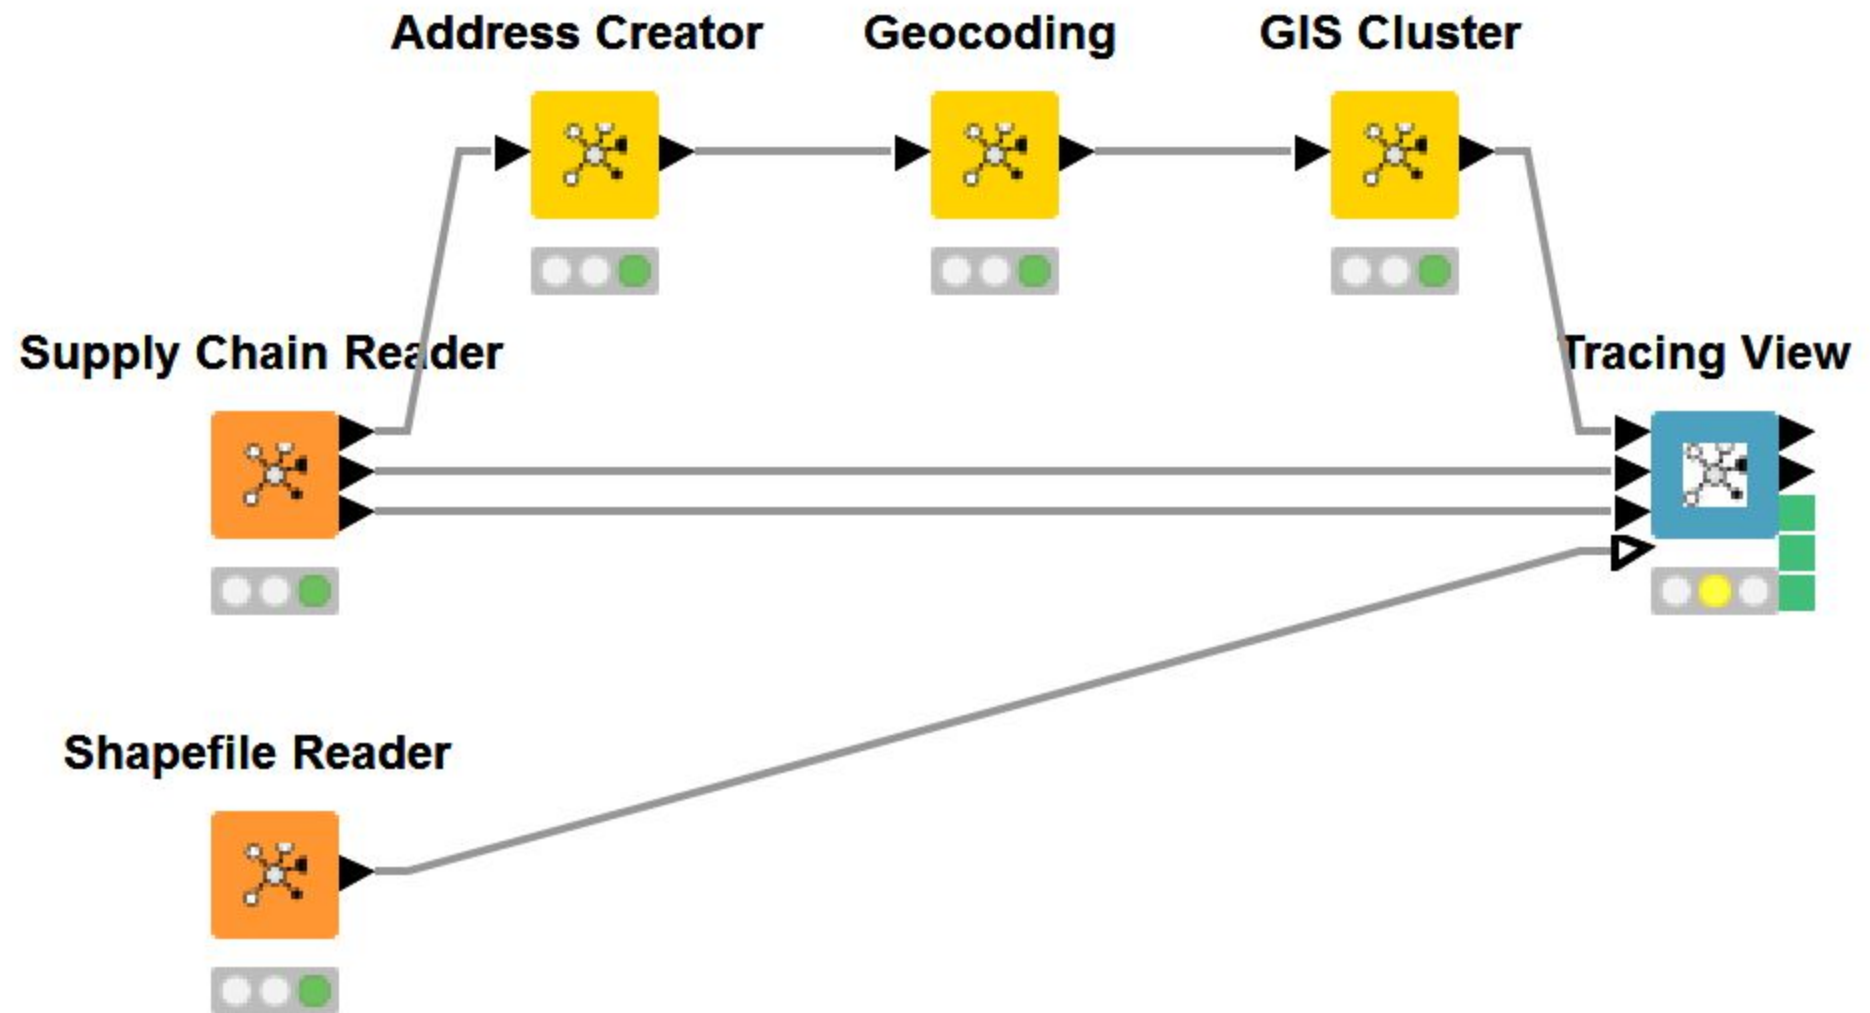 Address Creator
Geocoding
GIS Cluster
Supply Chain Reader
Tracing View
Shapefile Reader